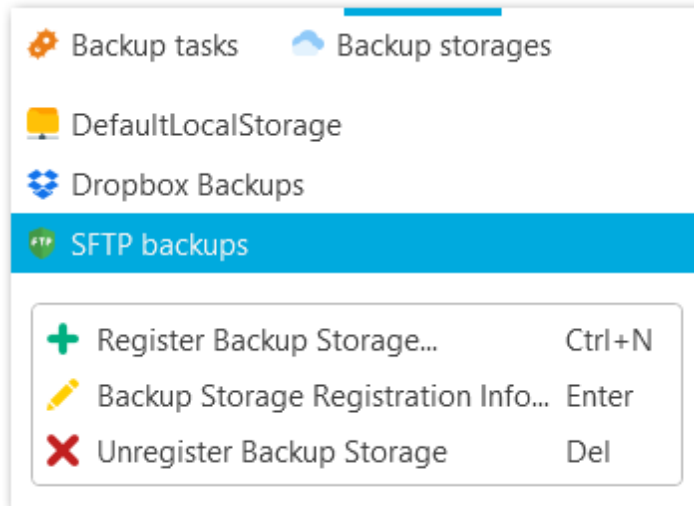 Backup tasks Backup storages
DefaultLocalStorage
Dropbox Backups
FTP SFTP backups
Register Backup Storage... Ctrl+N
Backup Storage Registration Info... Enter
Unregister Backup Storage Del